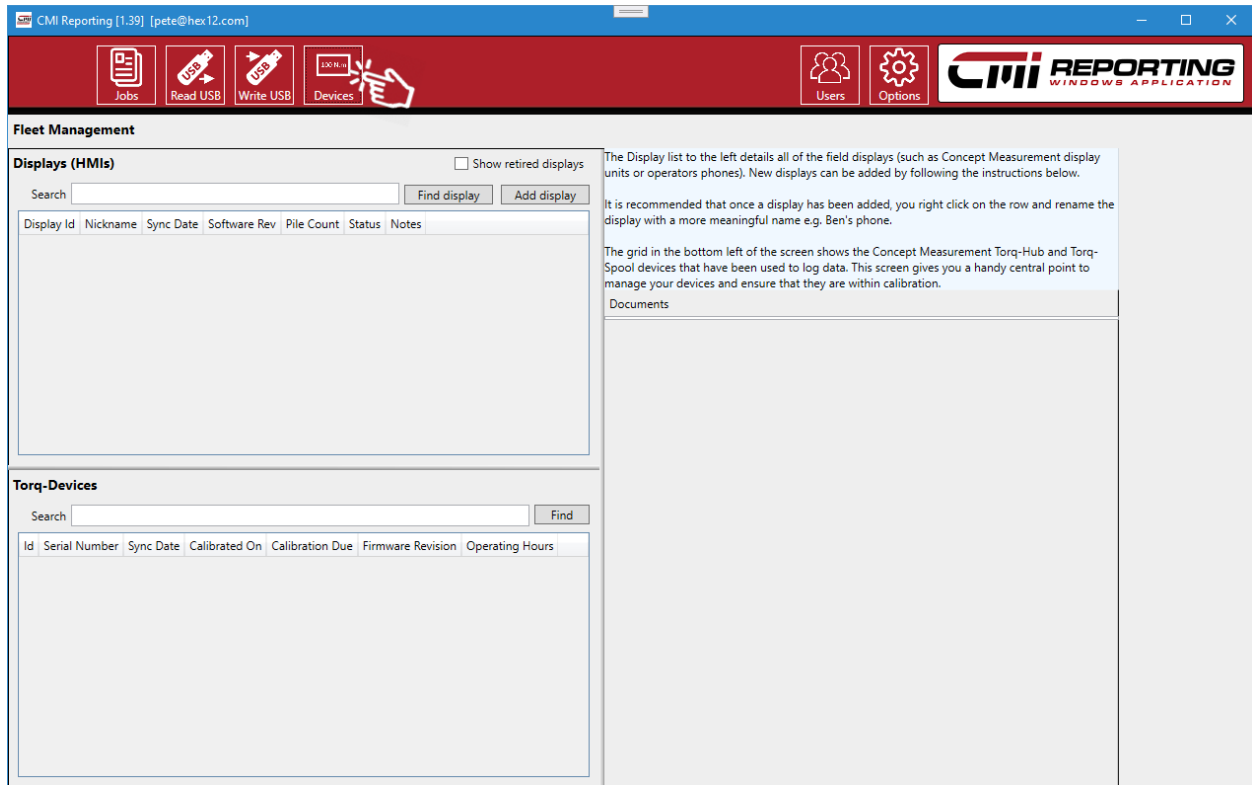 CMI Reporting [1.39] [pete@hex12.com]
Jobs
USB
Read USB
USB
Write USB
100 N.m
Devices
Users
Options
CMI REPORTING
WINDOWS APPLICATION
Fleet Management
Displays (HMIs)
Show retired displays
Search
Find display
Add display
Display Id Nickname Sync Date Software Rev Pile Count Status Notes
The Display list to the left details all of the field displays (such as Concept Measurement display
units or operators phones). New displays can be added by following the instructions below.
It is recommended that once a display has been added, you right click on the row and rename the
display with a more meaningful name e.g. Ben's phone.
The grid in the bottom left of the screen shows the Concept Measurement Torq-Hub and Torq-
Spool devices that have been used to log data. This screen gives you a handy central point to
manage your devices and ensure that they are within calibration.
Documents
Torq-Devices
Search
Find
Id Serial Number Sync Date Calibrated On Calibration Due Firmware Revision Operating Hours